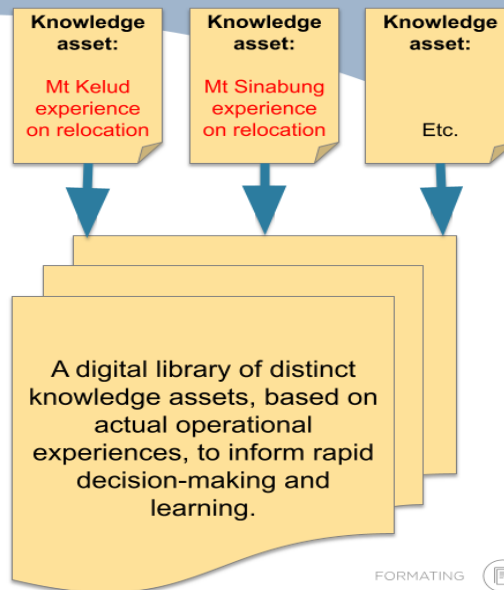 Knowledge
asset:
Mt Kelud
experience
on relocation
Knowledge
asset:
Mt Sinabung
experience
on relocation
Knowledge
asset:
Etc.
A digital library of distinct
knowledge assets, based on
actual operational
experiences, to inform rapid
decision-making and
learning.
FORMATING